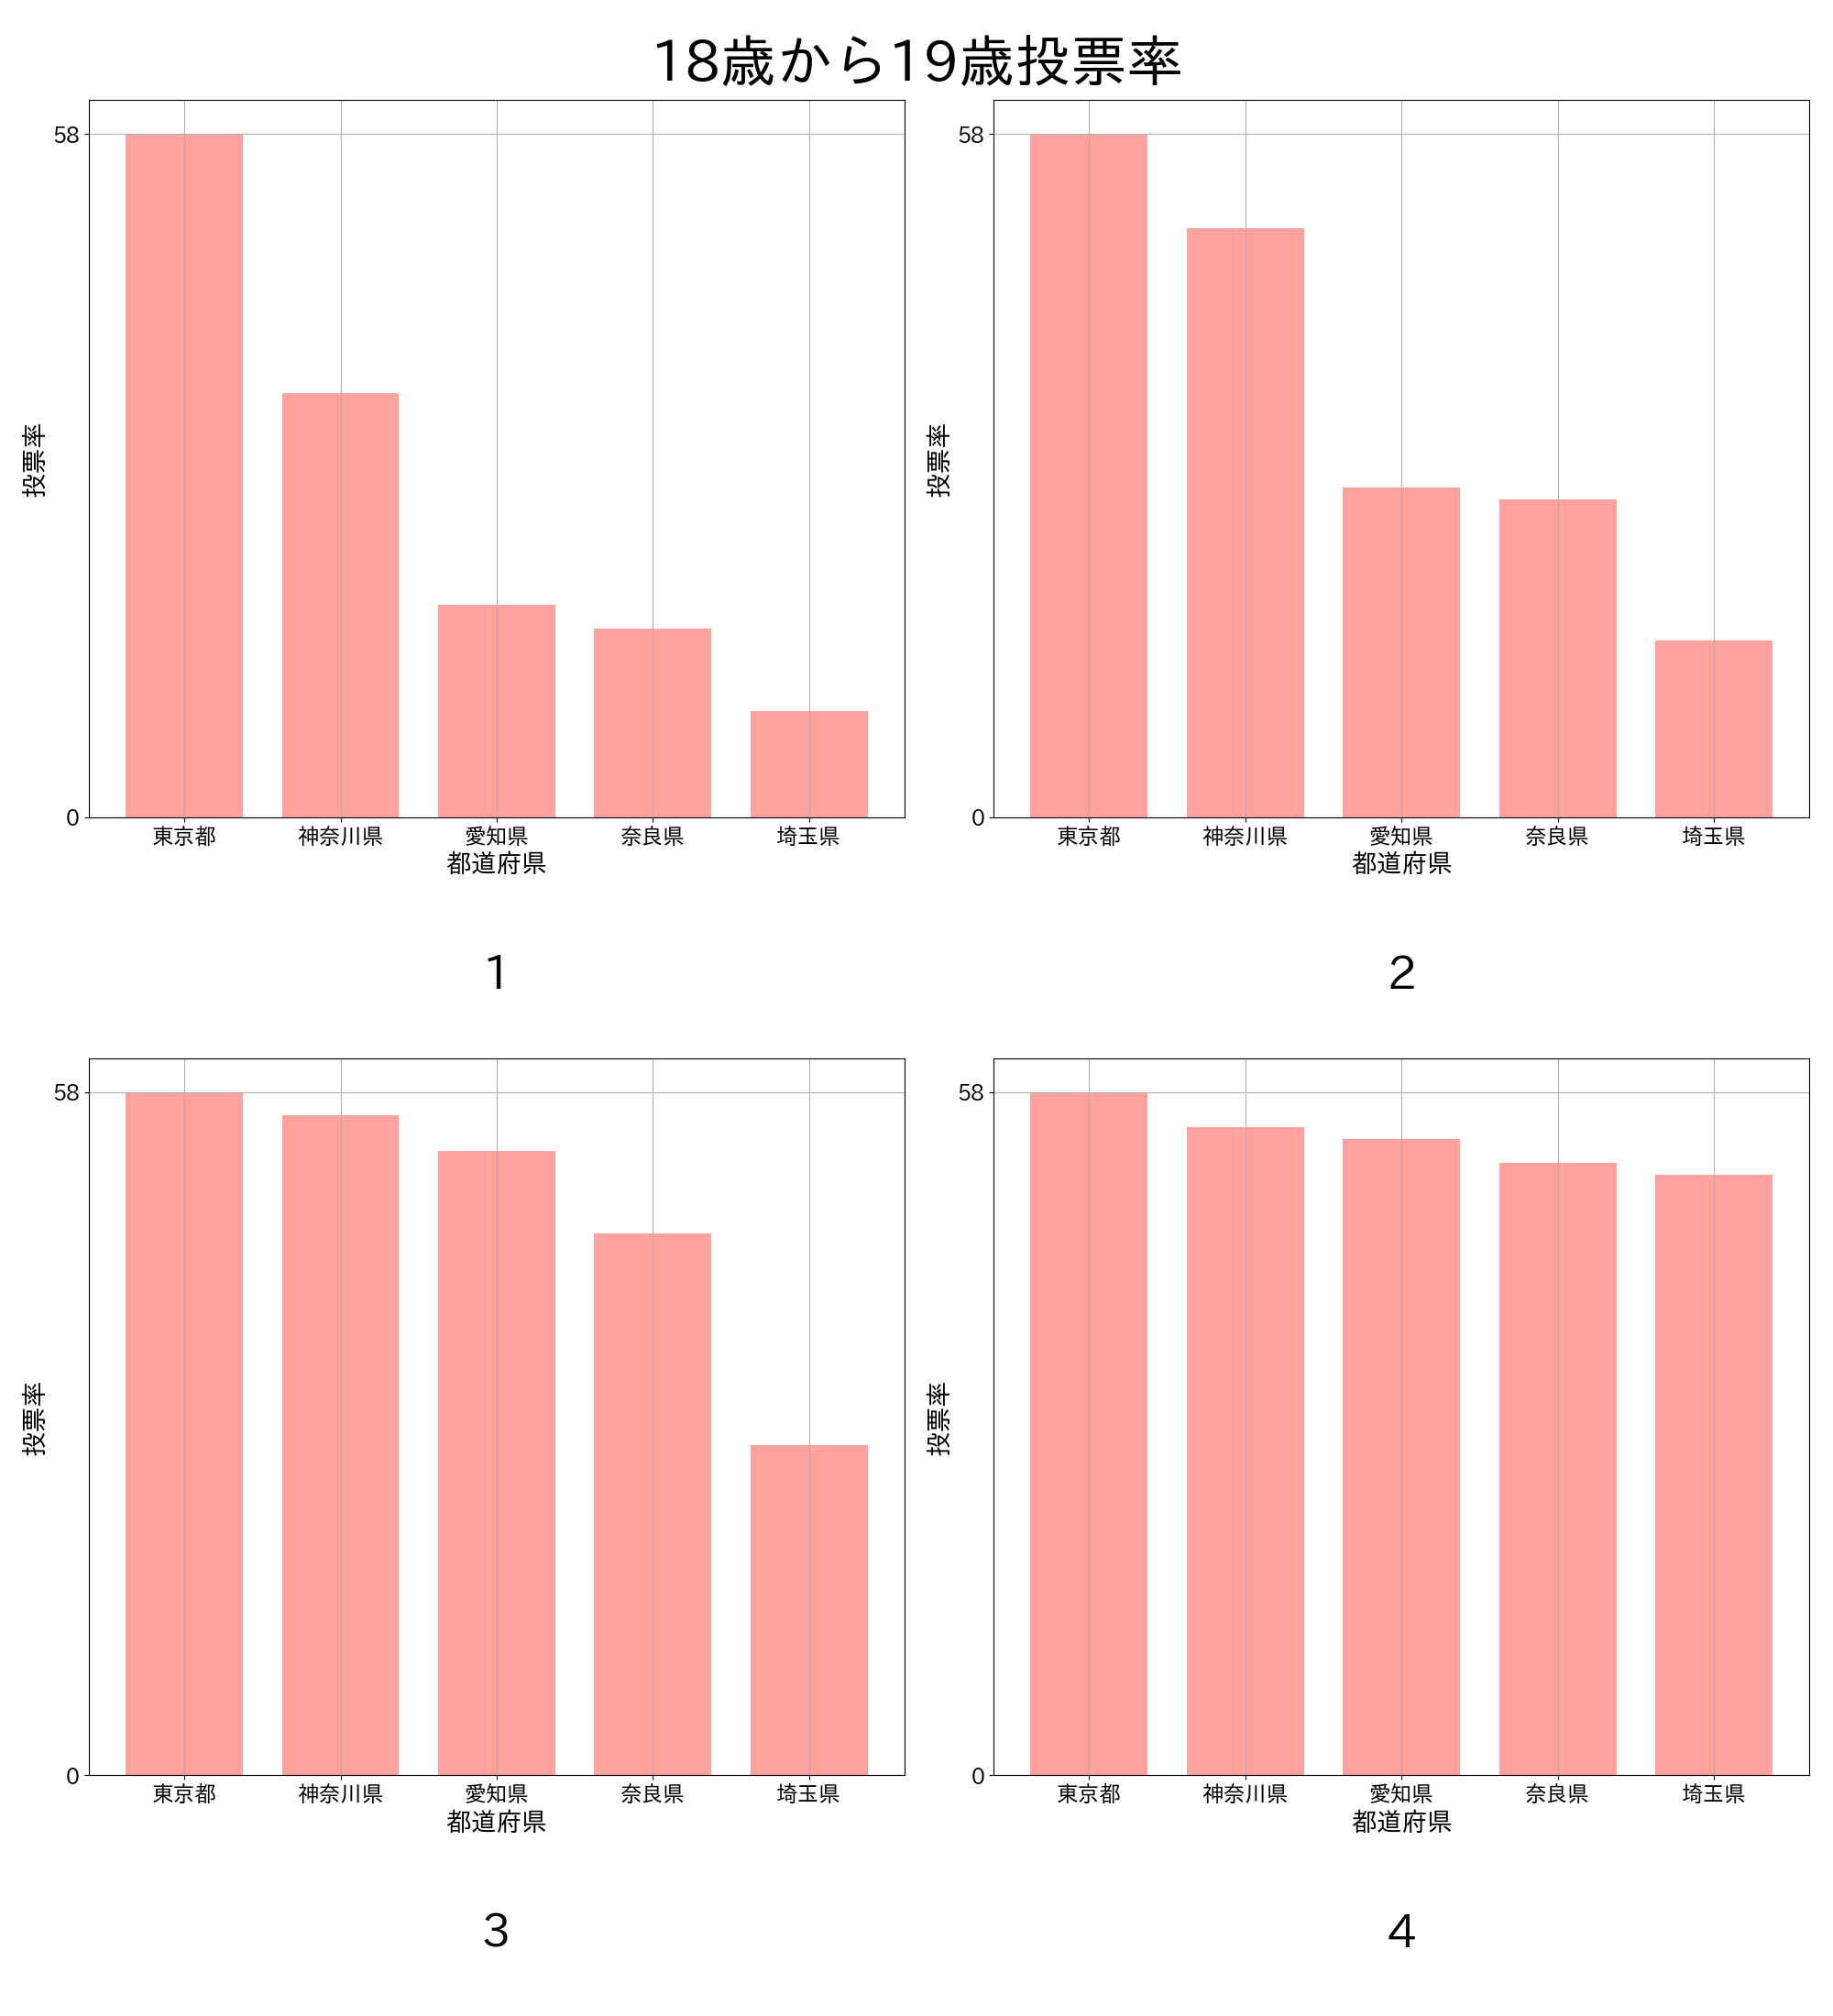 18歳から19歳投票率
58
0
投票率
東京都 神奈川県 愛知県 奈良県 埼玉県
都道府県
1
58
0
投票率
東京都 神奈川県 愛知県 奈良県 埼玉県
都道府県
2
58
0
投票率
東京都 神奈川県 愛知県 奈良県 埼玉県
都道府県
3
58
0
投票率
東京都 神奈川県 愛知県 奈良県 埼玉県
都道府県
4